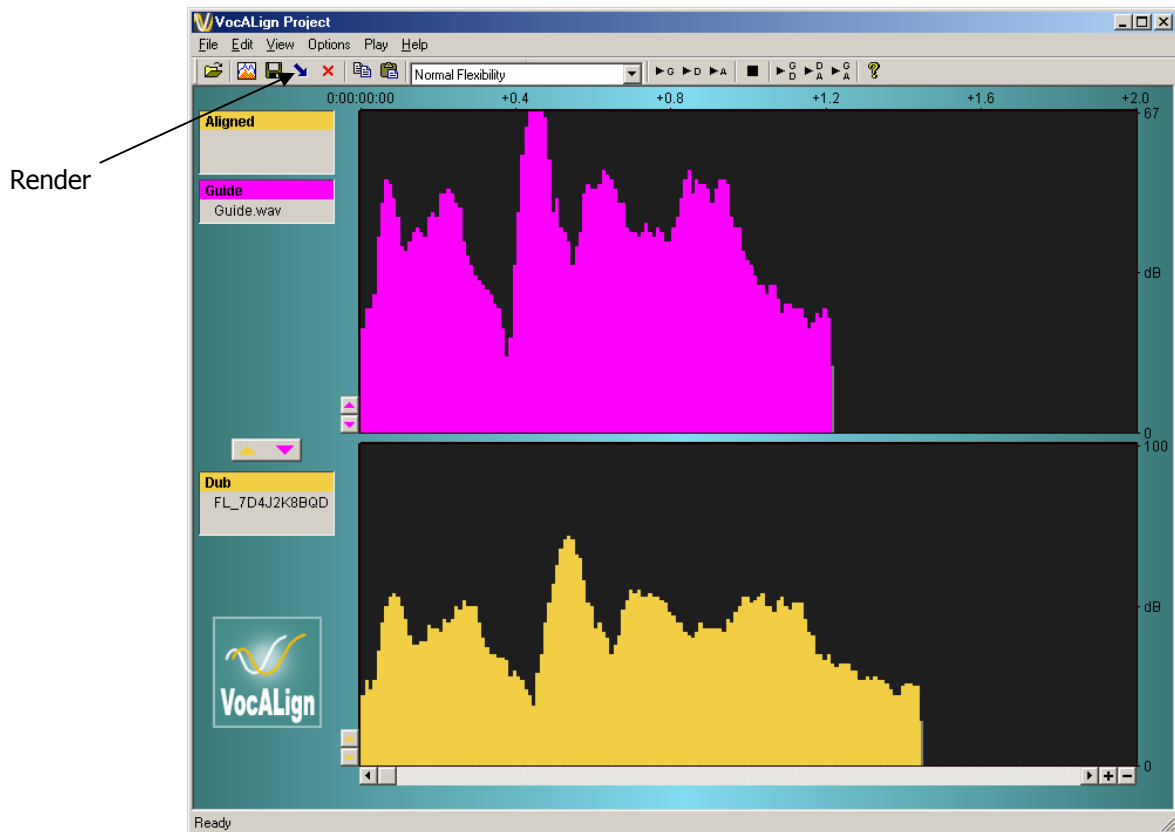 VocALign Project
File Edit View Options Play Help
Normal Flexibility
G D A G D D A G A
0:00:00:00 +0.4 +0.8 +1.2 +1.6 +2.0
Aligned
67
Render
Guide
Guide.wav
dB
0
100
Dub
FL_7D4J2K8BQD
dB
VocALign
0
Ready